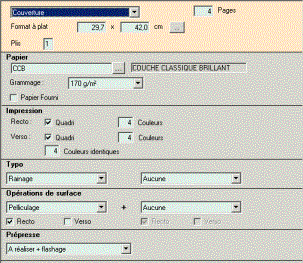 Couverture 4 Pages
Format à plat 29,7 x 42,0 cm ...
Plis 1
Papier
CCB ... COUCHE CLASSIQUE BRILLANT
Grammage : 170 g/m²
Papier Fourni
Impression
Recto : Quadri 4 Couleurs
Verso : Quadri 4 Couleurs
4 Couleurs identiques
Typo
Rainage Aucune
Opérations de surface
Pelliculage + Aucune
Recto Verso Recto Verso
Prépresse
A réaliser + flashage